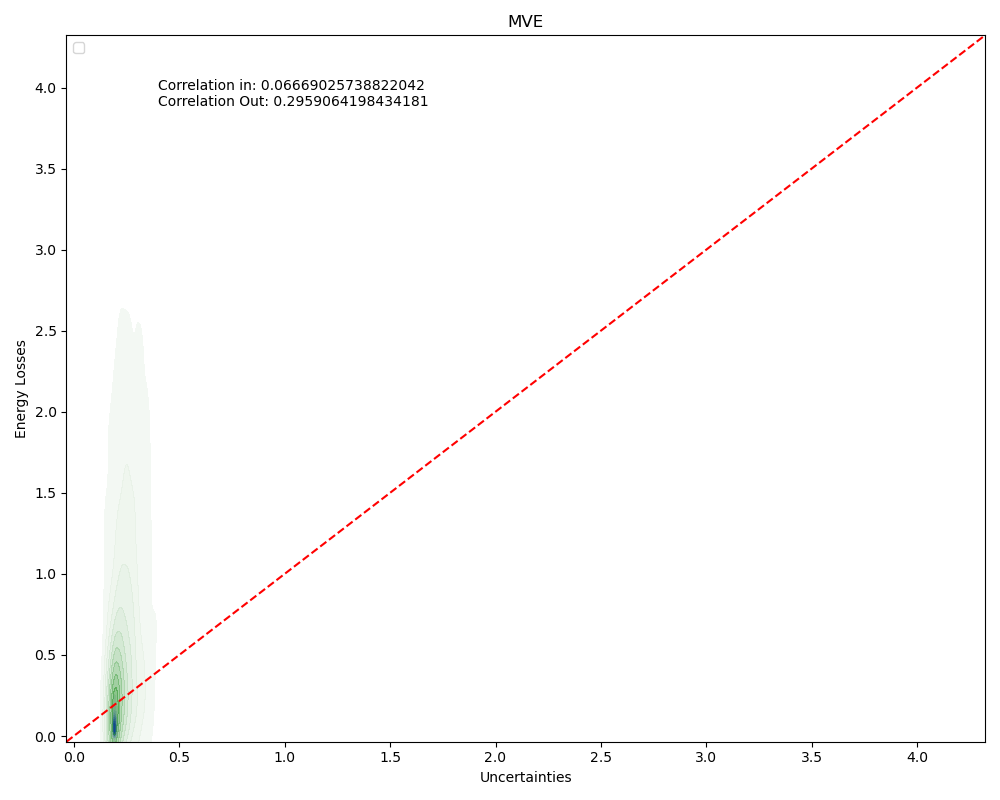 MVE
Correlation in: 0.06669025738822042
Correlation Out: 0.2959064198434181
4.0
3.5
3.0
2.5
2.0
1.5
1.0
0.5
0.0
Energy Losses
0.0 0.5 1.0 1.5 2.0 2.5 3.0 3.5 4.0
Uncertainties